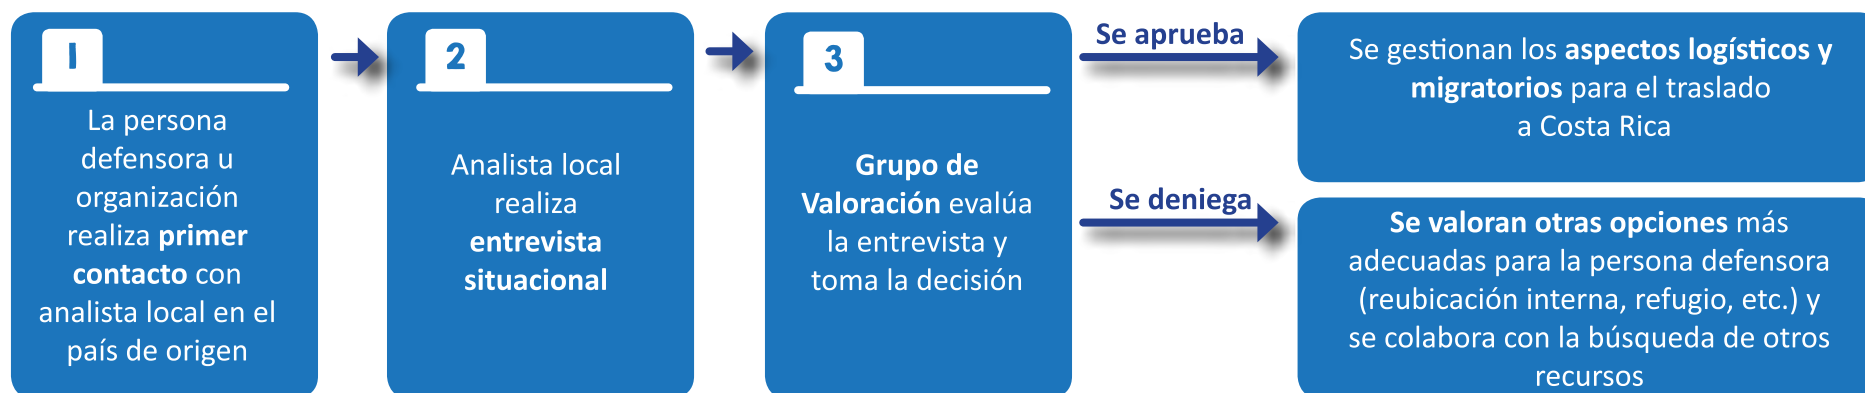 1
La persona
defensora u
organización
realiza primer
contacto con
analista local en el
país de origen
2
Analista local
realiza
entrevista
situacional
3
Grupo de
Valoración evalúa
la entrevista y
toma la decisión
Se aprueba
Se gestionan los aspectos logísticos y
migratorios para el traslado
a Costa Rica
Se deniega
Se valoran otras opciones más
adecuadas para la persona defensora
(reubicación interna, refugio, etc.) y
se colabora con la búsqueda de otros
recursos